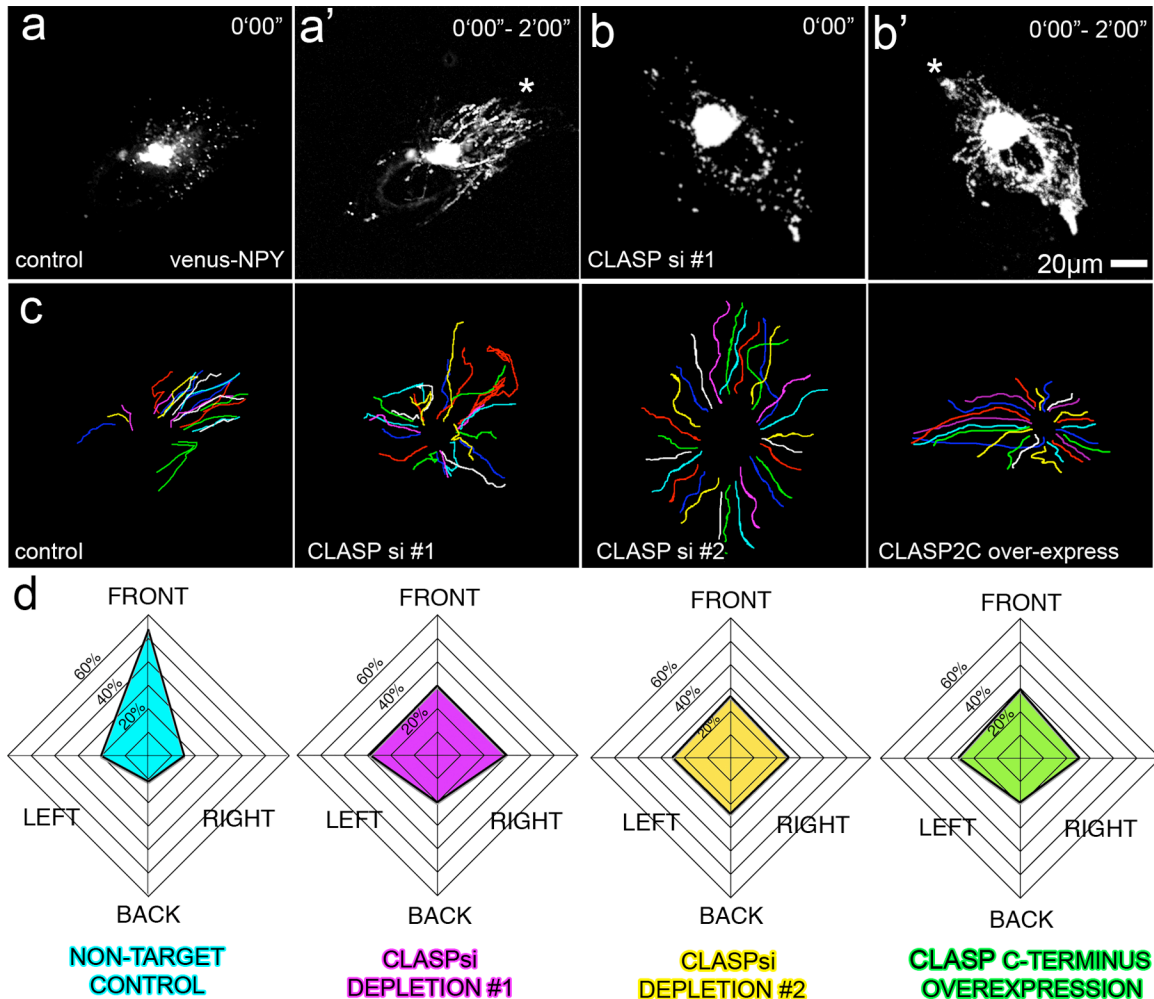 a
0‘00”
a’
0‘00”- 2’00”
*
b
0‘00”
b’
0‘00”- 2’00”
*
control
venus-NPY
CLASP si #1
20µm
c
control
CLASP si #1
CLASP si #2
CLASP2C over-express
d
FRONT
FRONT
FRONT
FRONT
60%
40%
20%
60%
40%
20%
60%
40%
20%
60%
40%
20%
LEFT
RIGHT
LEFT
RIGHT
LEFT
RIGHT
LEFT
RIGHT
BACK
BACK
BACK
BACK
NON-TARGET
CONTROL
CLASPsi
DEPLETION #1
CLASPsi
DEPLETION #2
CLASP C-TERMINUS
OVEREXPRESSION